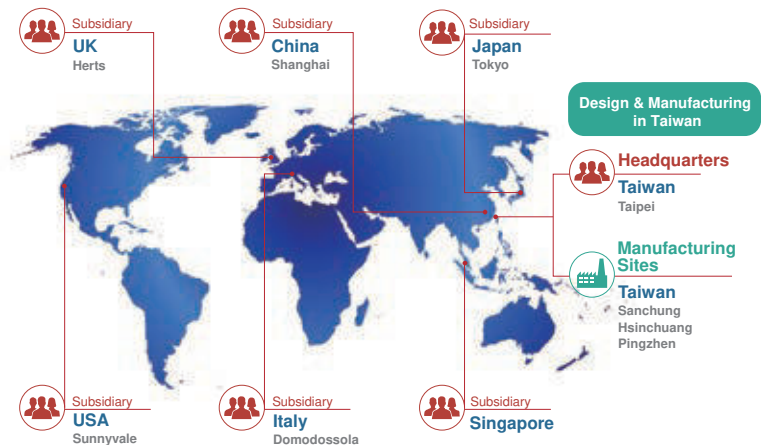 Subsidiary
UK
Herts
Subsidiary
China
Shanghai
Subsidiary
Japan
Tokyo
Design & Manufacturing
in Taiwan
Headquarters
Taiwan
Taipei
Manufacturing
Sites
Taiwan
Sanchung
Hsinchuang
Pingzhen
Subsidiary
USA
Sunnyvale
Subsidiary
Italy
Domodossola
Subsidiary
Singapore